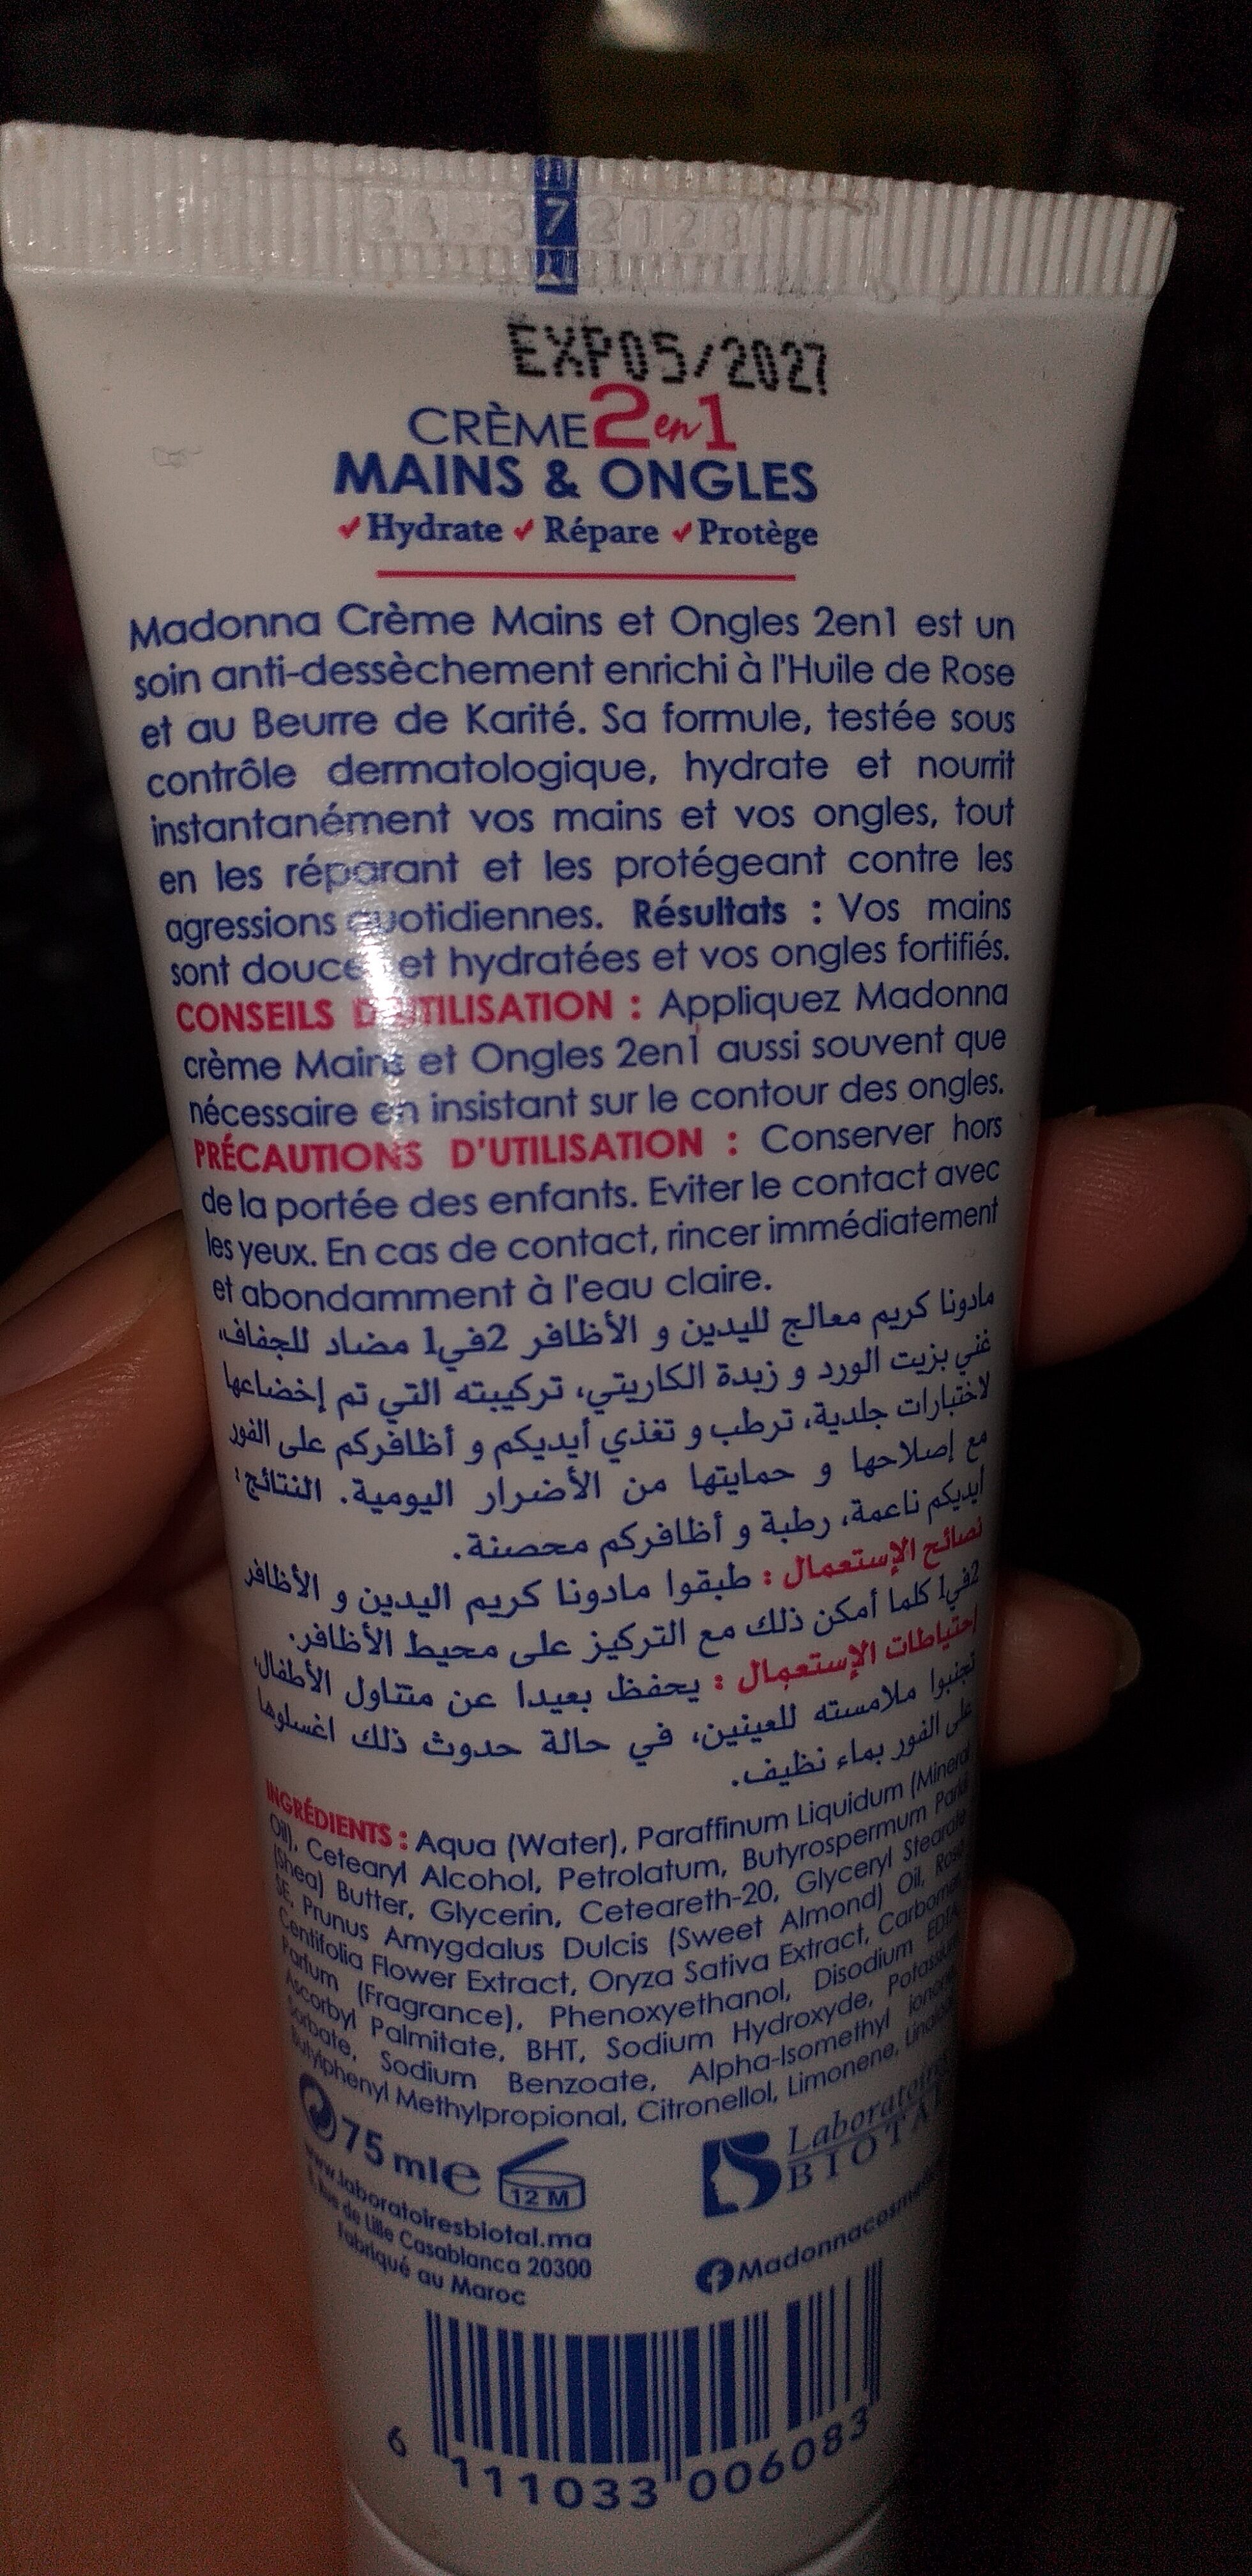 24.372128
EXP05/2027
CRÈME 2en1
MAINS & ONGLES
Hydrate Répare Protège
Madonna Crème Mains et Ongles 2en1 est un
soin anti-dessèchement enrichi à l'Huile de Rose
et au Beurre de Karité. Sa formule, testée sous
contrôle dermatologique, hydrate et nourrit
instantanément vos mains et vos ongles, tout
en les réparant et les protégeant contre les
agressions quotidiennes. Résultats : Vos mains
sont douces et hydratées et vos ongles fortifiés.
CONSEILS D'UTILISATION : Appliquez Madonna
crème Mains et Ongles 2en1 aussi souvent que
nécessaire en insistant sur le contour des ongles.
PRÉCAUTIONS D'UTILISATION : Conserver hors
de la portée des enfants. Eviter le contact avec
les yeux. En cas de contact, rincer immédiatement
et abondamment à l'eau claire.
مادونا كريم معالج لليدين و الأظافر 2في1 مضاد للجفاف،
غني بزيت الورد و زبدة الكاريتي، تركيبته التي تم إخضاعها
لاختبارات جلدية، ترطب و تغذي أيديكم و أظافركم على الفور
مع إصلاحها و حمايتها من الأضرار اليومية. النتائج :
أيديكم ناعمة، رطبة و أظافركم محصنة.
نصائح الإستعمال : طبقوا مادونا كريم اليدين و الأظافر
2في1 كلما أمكن ذلك مع التركيز على محيط الأظافر.
إحتياطات الإستعمال : يحفظ بعيدا عن متناول الأطفال،
تجنبوا ملامسته للعينين، في حالة حدوث ذلك اغسلوها
على الفور بماء نظيف.
INGRÉDIENTS : Aqua (Water), Paraffinum Liquidum (Mineral
Oil), Cetearyl Alcohol, Petrolatum, Butyrospermum Parkii
(Shea) Butter, Glycerin, Ceteareth-20, Glyceryl Stearate
SE, Prunus Amygdalus Dulcis (Sweet Almond) Oil, Rosa
Centifolia Flower Extract, Oryza Sativa Extract, Carbomer,
Parfum (Fragrance), Phenoxyethanol, Disodium EDTA,
Ascorbyl Palmitate, BHT, Sodium Hydroxyde, Potassium
Sorbate, Sodium Benzoate, Alpha-Isomethyl ionone,
Butylphenyl Methylpropional, Citronellol, Limonene, Linalool
75 ml e
12 M
Laboratoires
BIOTAL
www.laboratoiresbiotal.ma
Rue de Lille Casablanca 20300
Fabriqué au Maroc
6 111033 006083